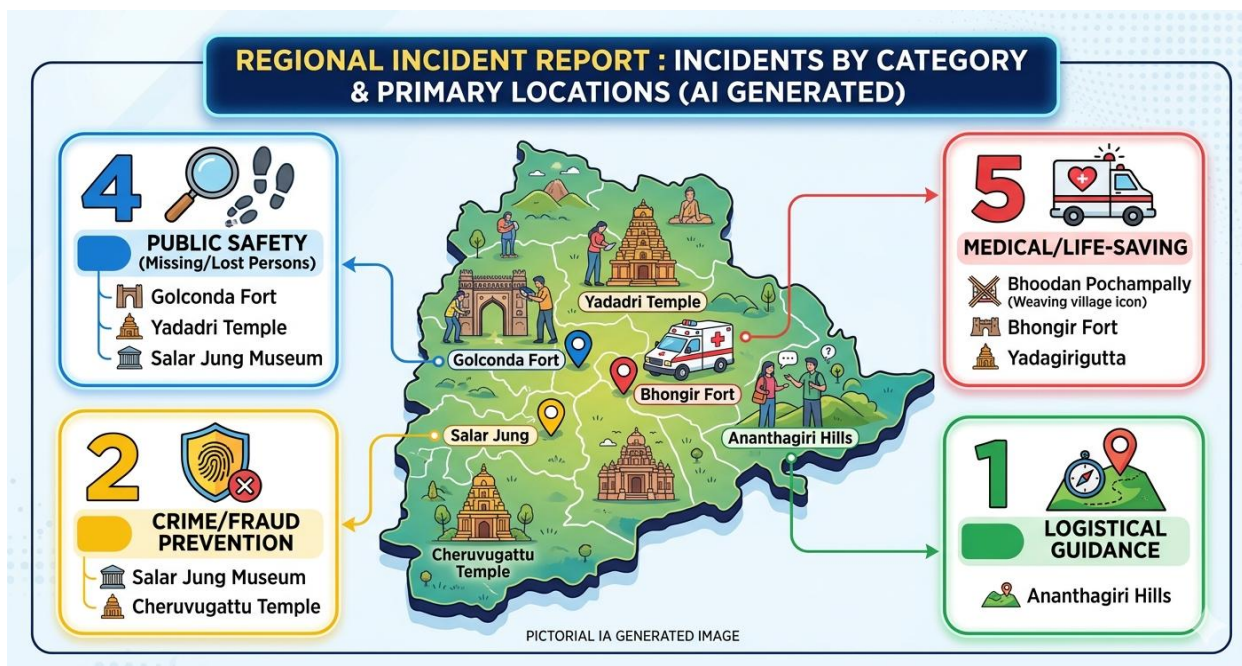 REGIONAL INCIDENT REPORT : INCIDENTS BY CATEGORY
& PRIMARY LOCATIONS (AI GENERATED)
4
PUBLIC SAFETY
(Missing/Lost Persons)
Golconda Fort
Yadadri Temple
Salar Jung Museum
2
CRIME/FRAUD
PREVENTION
Salar Jung Museum
Cheruvugattu Temple
Yadadri Temple
Golconda Fort
Bhongir Fort
Salar Jung
?
Ananthagiri Hills
Cheruvugattu
Temple
5
MEDICAL/LIFE-SAVING
Bhoodan Pochampally
(Weaving village icon)
Bhongir Fort
Yadagirigutta
1
LOGISTICAL
GUIDANCE
Ananthagiri Hills
PICTORIAL IA GENERATED IMAGE